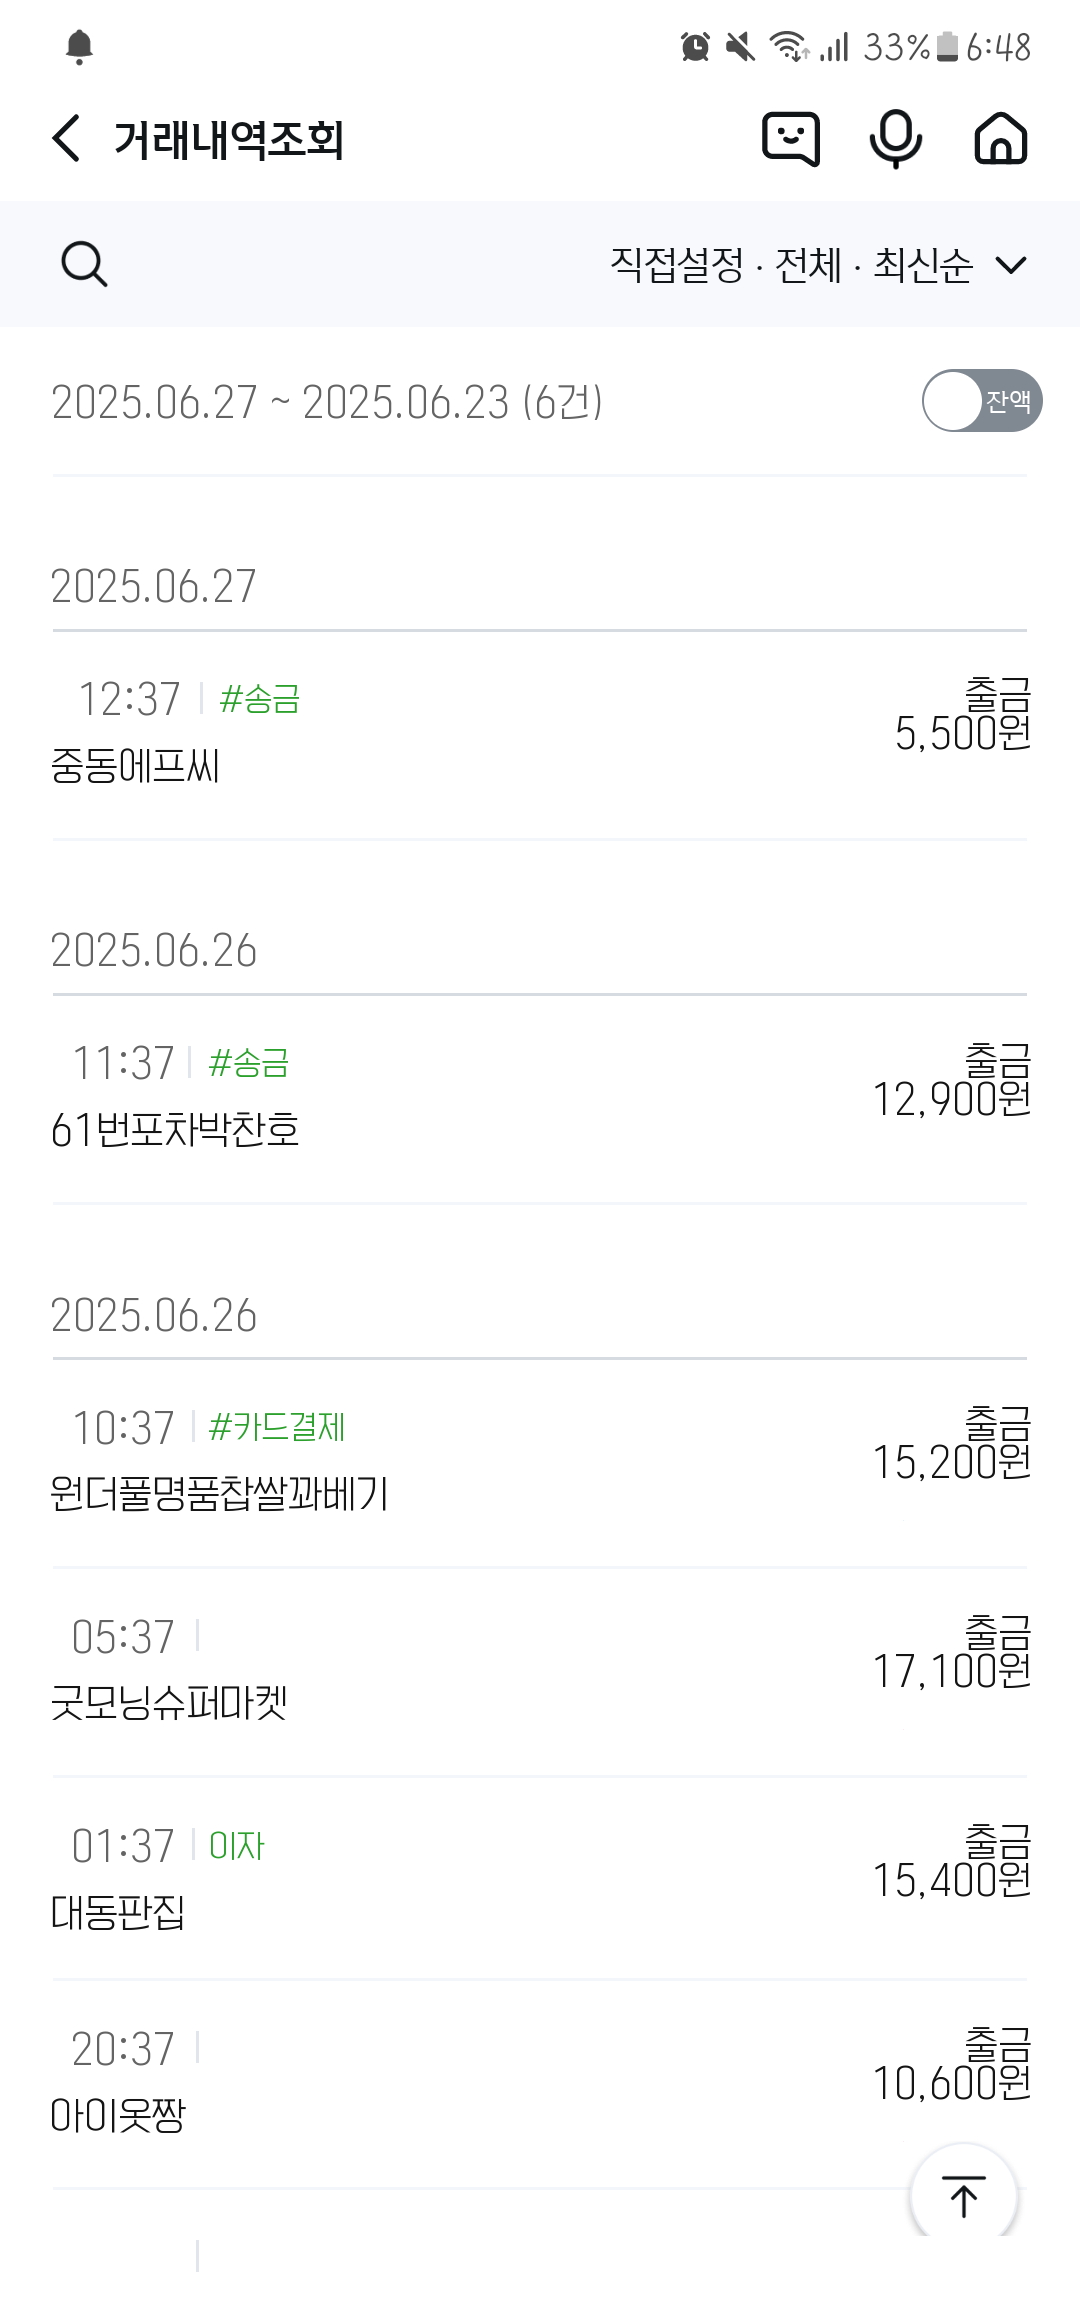 33% 6:48
거래내역조회
직접설정 · 전체 · 최신순
2025.06.27 ~ 2025.06.23 (6건)
잔액
2025.06.27
12:37 #송금
출금
5,500원
중동에프씨
2025.06.26
11:37 #송금
출금
12,900원
61번포차박찬호
2025.06.26
10:37 #카드결제
출금
15,200원
원더풀명품찹쌀꽈베기
05:37
출금
17,100원
굿모닝슈퍼마켓
01:37 이자
출금
15,400원
대동판집
20:37
출금
10,600원
아이옷짱